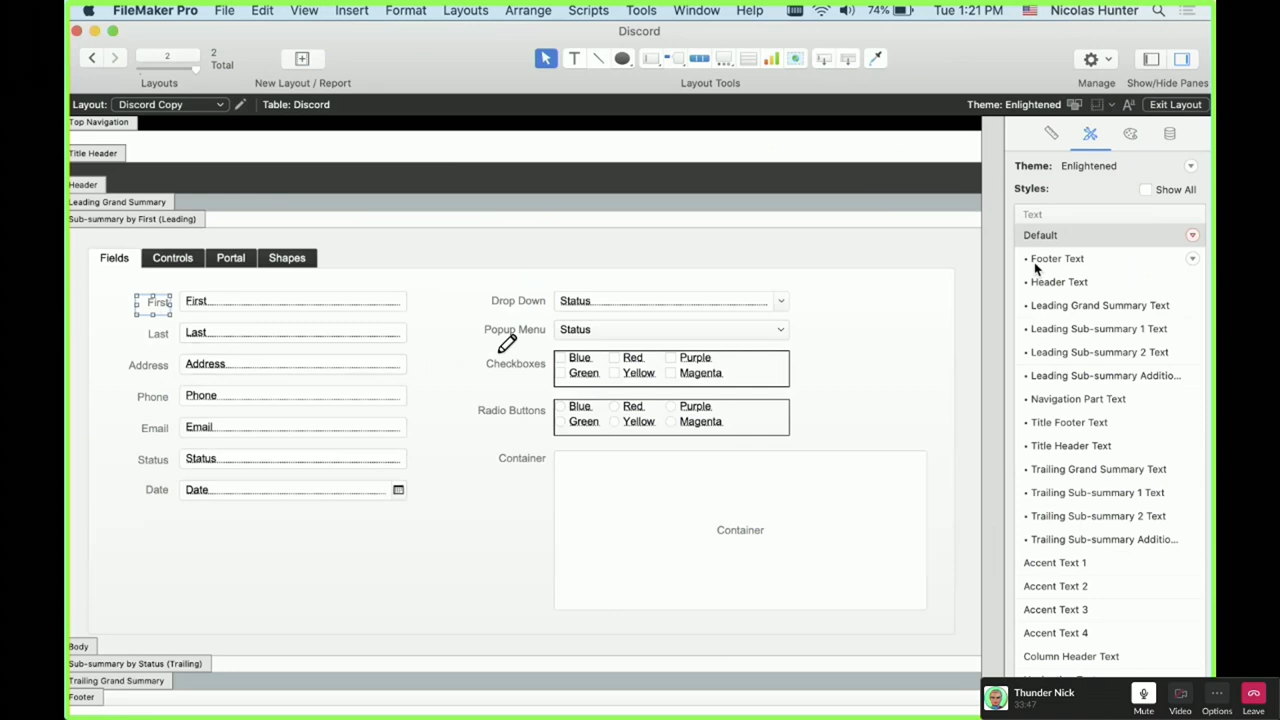 FileMaker Pro File Edit View Insert Format Layouts Arrange Scripts Tools Window Help 74% Tue 1:21 PM Nicolas Hunter
Discord
2
2
Total
Layouts New Layout / Report Layout Tools Manage Show/Hide Panes
Layout: Discord Copy Table: Discord Theme: Enlightened Exit Layout
Top Navigation
Title Header
Header
Leading Grand Summary
Sub-summary by First (Leading)
Fields Controls Portal Shapes
First First
Last Last
Address Address
Phone Phone
Email Email
Status Status
Date Date
Drop Down Status
Popup Menu Status
Checkboxes Blue Red Purple
Green Yellow Magenta
Radio Buttons Blue Red Purple
Green Yellow Magenta
Container
Container
Body
Sub-summary by Status (Trailing)
Trailing Grand Summary
Footer
Theme: Enlightened
Styles: Show All
Text
Default
• Footer Text
• Header Text
• Leading Grand Summary Text
• Leading Sub-summary 1 Text
• Leading Sub-summary 2 Text
• Leading Sub-summary Additio...
• Navigation Part Text
• Title Footer Text
• Title Header Text
• Trailing Grand Summary Text
• Trailing Sub-summary 1 Text
• Trailing Sub-summary 2 Text
• Trailing Sub-summary Additio...
Accent Text 1
Accent Text 2
Accent Text 3
Accent Text 4
Column Header Text
Thunder Nick
33:47
Mute Video Options Leave